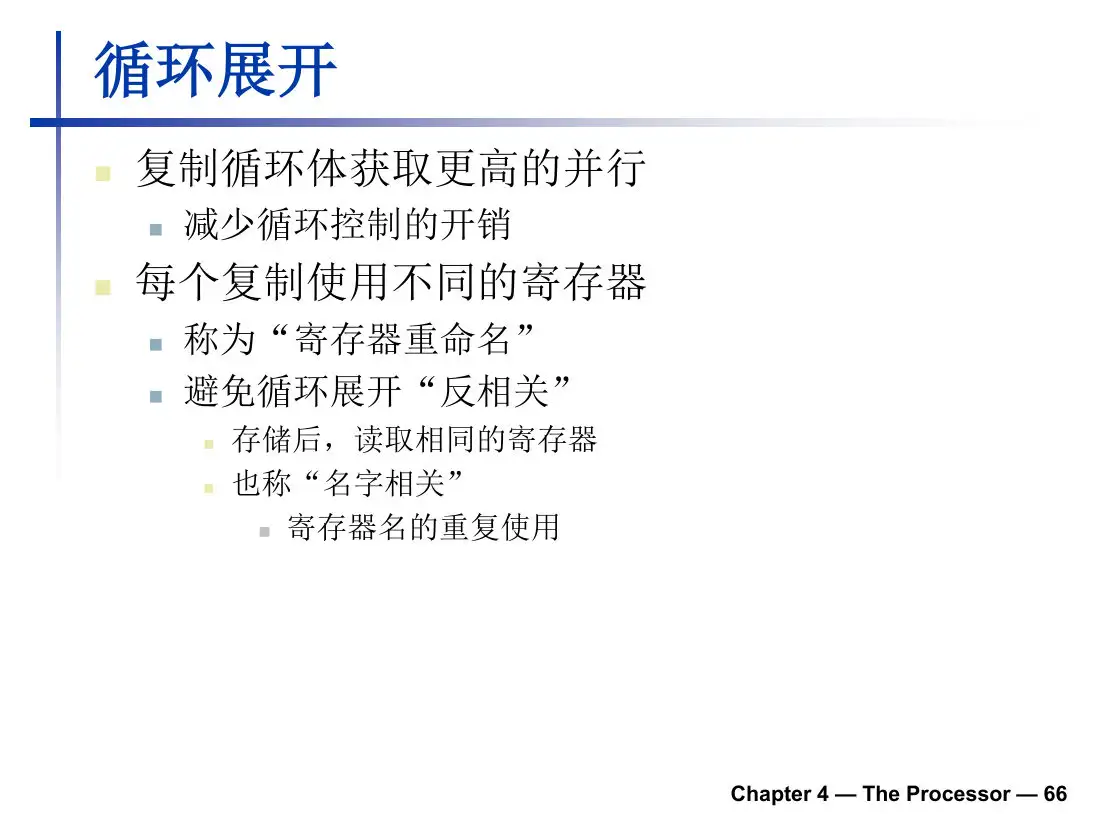 循环展开
复制循环体获取更高的并行
减少循环控制的开销
每个复制使用不同的寄存器
称为“寄存器重命名”
避免循环展开“反相关”
存储后，读取相同的寄存器
也称“名字相关”
寄存器名的重复使用
Chapter 4 — The Processor — 66